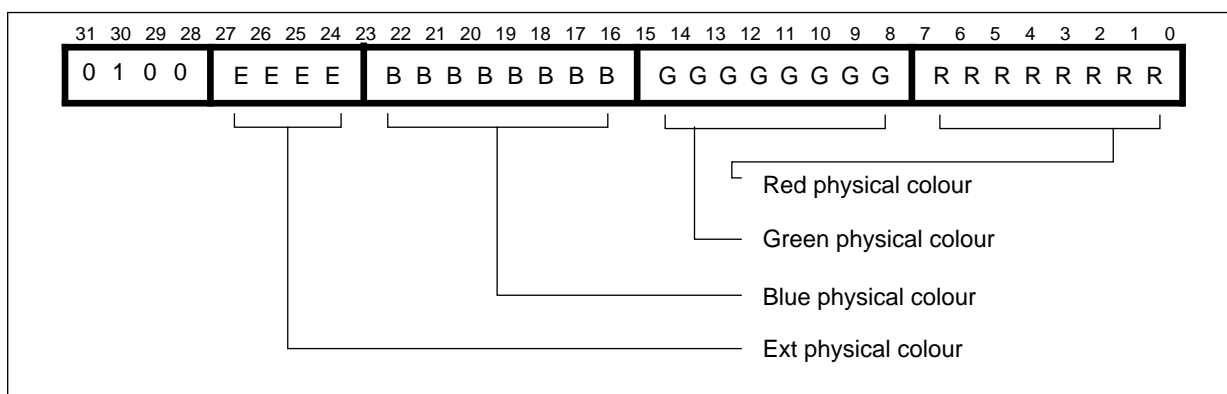 31 30 29 28 27 26 25 24 23 22 21 20 19 18 17 16 15 14 13 12 11 10 9 8 7 6 5 4 3 2 1 0
0 1 0 0 E E E E B B B B B B B B G G G G G G G G R R R R R R R R
Red physical colour
Green physical colour
Blue physical colour
Ext physical colour